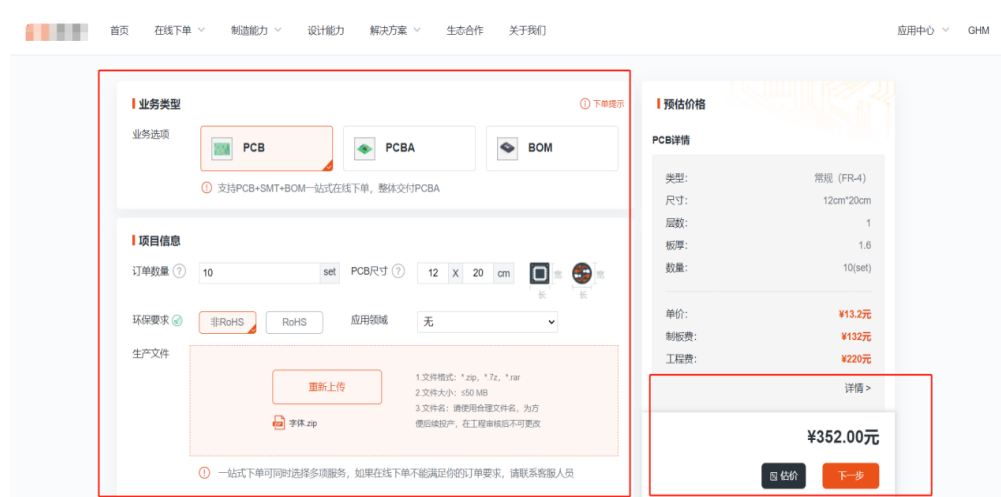 首页 在线下单 制造能力 设计能力 解决方案 生态合作 关于我们 应用中心 GHM
业务类型 下单提示
业务选项 PCB PCBA BOM
支持PCB+SMT+BOM一站式在线下单，整体交付PCBA
项目信息
订单数量 ? 10 set PCB尺寸 ? 12 X 20 cm 宽 宽
长 长
环保要求 非RoHS RoHS 应用领域 无
生产文件
重新上传
字体.zip
1.文件格式：*.zip，*.7z，*.rar
2.文件大小：≤50 MB
3.文件名：请使用合理文件名，为方
便后续投产，在工程审核后不可更改
一站式下单可同时选择多项服务，如果在线下单不能满足你的订单要求，请联系客服人员
预估价格
PCB详情
类型： 常规（FR-4）
尺寸： 12cm*20cm
层数： 1
板厚： 1.6
数量： 10(set)
单价： ¥13.2元
制板费： ¥132元
工程费： ¥220元
详情 >
¥352.00元
估价 下一步